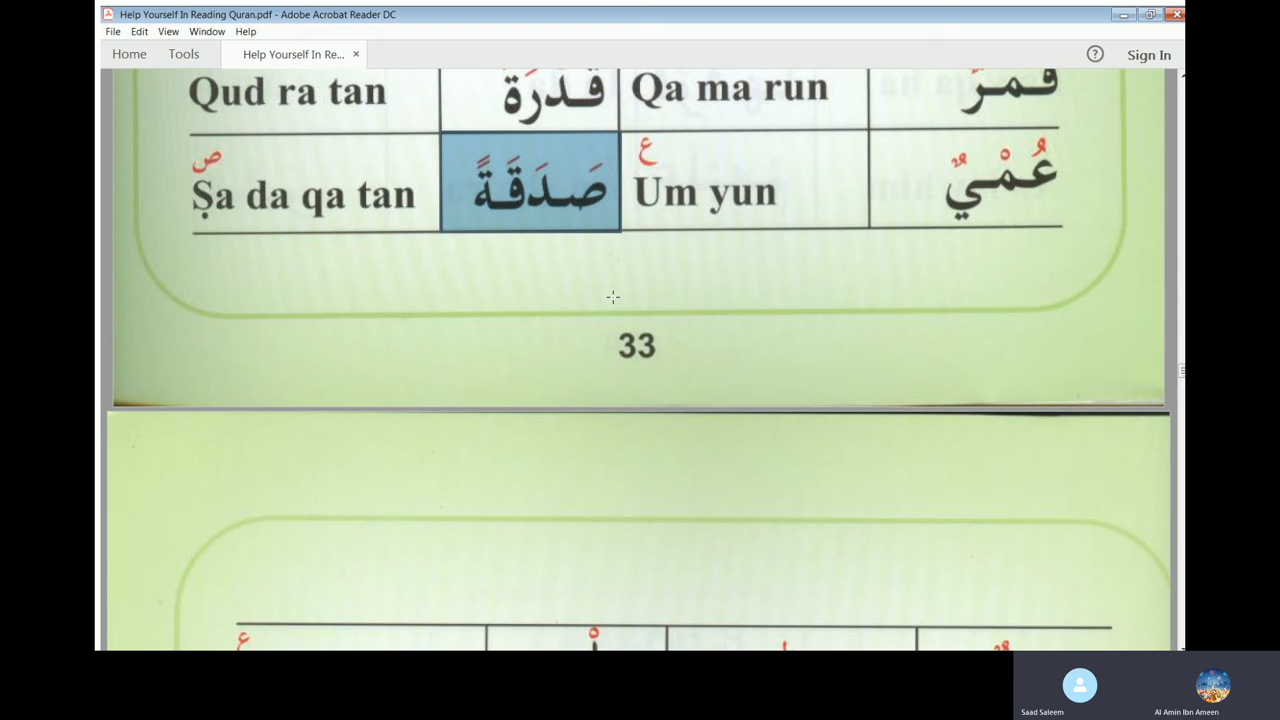 Help Yourself In Reading Quran.pdf - Adobe Acrobat Reader DC
File Edit View Window Help
Home Tools Help Yourself In Re... × ? Sign In
Qud ra tan قُدْرَةً Qa ma run قَمَرٌ
ص ع
Ṣa da qa tan صَدَقَةً Um yun عُمْيٌ
33
ع
Saad Saleem Al Amin Ibn Ameen